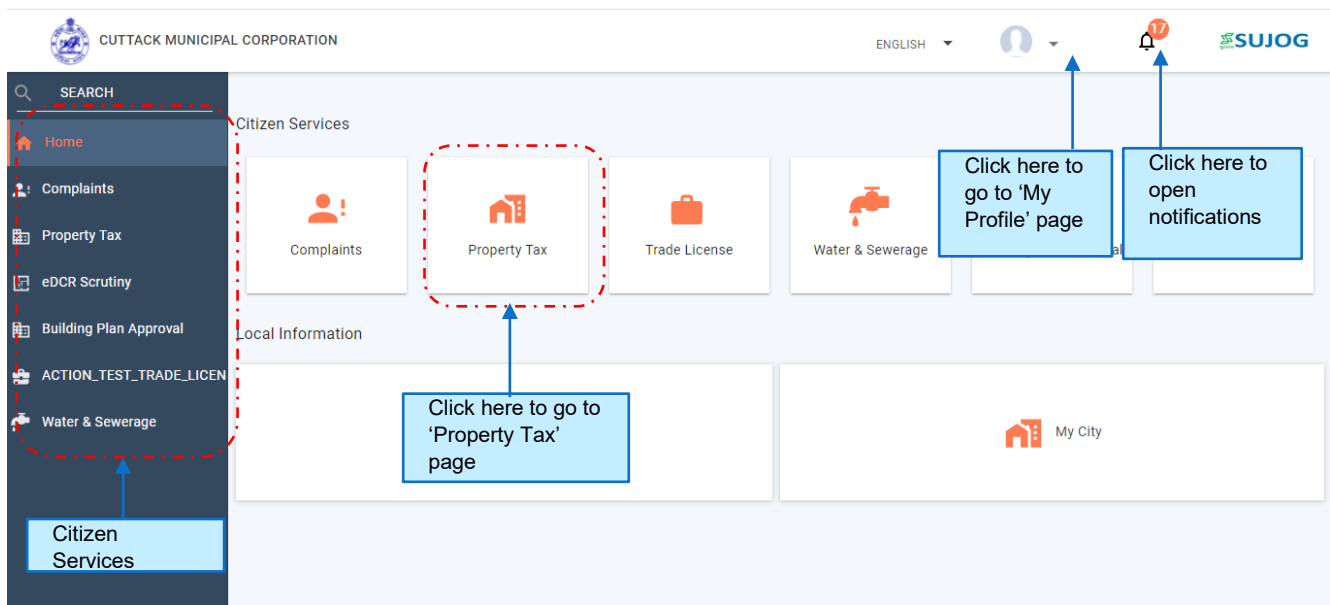 CUTTACK MUNICIPAL CORPORATION
ENGLISH
17
SUJOG
SEARCH
Home
Complaints
Property Tax
eDCR Scrutiny
Building Plan Approval
ACTION_TEST_TRADE_LICEN
Water & Sewerage
Citizen
Services
Citizen Services
Complaints
Property Tax
Trade License
Water & Sewerage
Click here to
go to ‘My
Profile’ page
Click here to
open
notifications
Local Information
Click here to go to
‘Property Tax’
page
My City